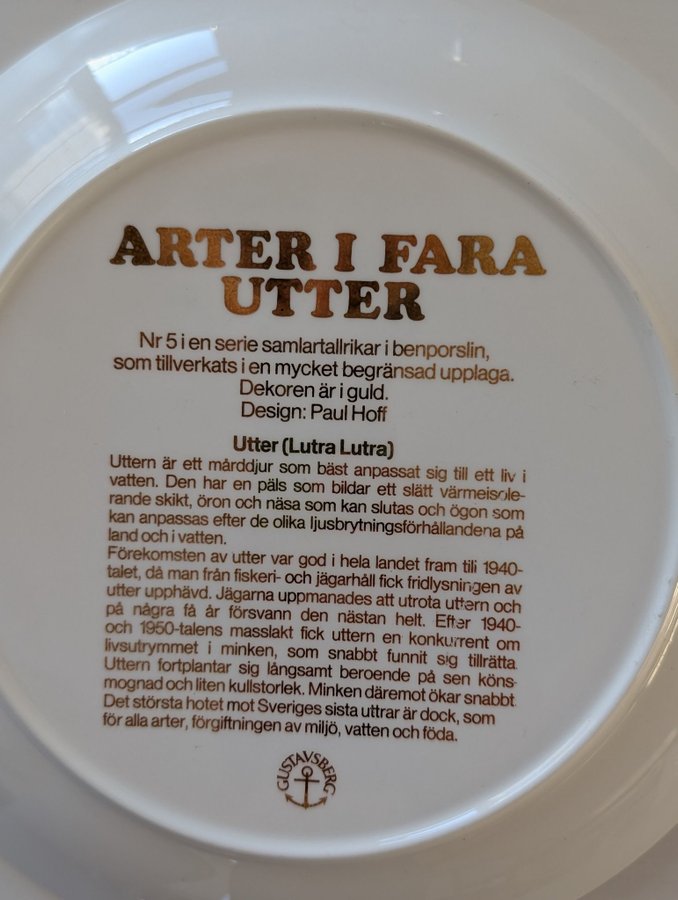 ARTER I FARA
UTTER
Nr 5 i en serie samlartallrikar i benporslin,
som tillverkats i en mycket begränsad upplaga.
Dekoren är i guld.
Design: Paul Hoff
Utter (Lutra Lutra)
Uttern är ett mårddjur som bäst anpassat sig till ett liv i
vatten. Den har en päls som bildar ett slätt värmeisole-
rande skikt, öron och näsa som kan slutas och ögon som
kan anpassas efter de olika ljusbrytningsförhållandena på
land och i vatten.
Förekomsten av utter var god i hela landet fram till 1940-
talet, då man från fiskeri- och jägarhåll fick fridlysningen av
utter upphävd. Jägarna uppmanades att utrota uttern och
på några få år försvann den nästan helt. Efter 1940-
och 1950-talens masslakt fick uttern en konkurrent om
livsutrymmet i minken, som snabbt funnit sig tillrätta.
Uttern fortplantar sig långsamt beroende på sen köns-
mognad och liten kullstorlek. Minken däremot ökar snabbt.
Det största hotet mot Sveriges sista uttrar är dock, som
för alla arter, förgiftningen av miljö, vatten och föda.
GUSTAVSBERG